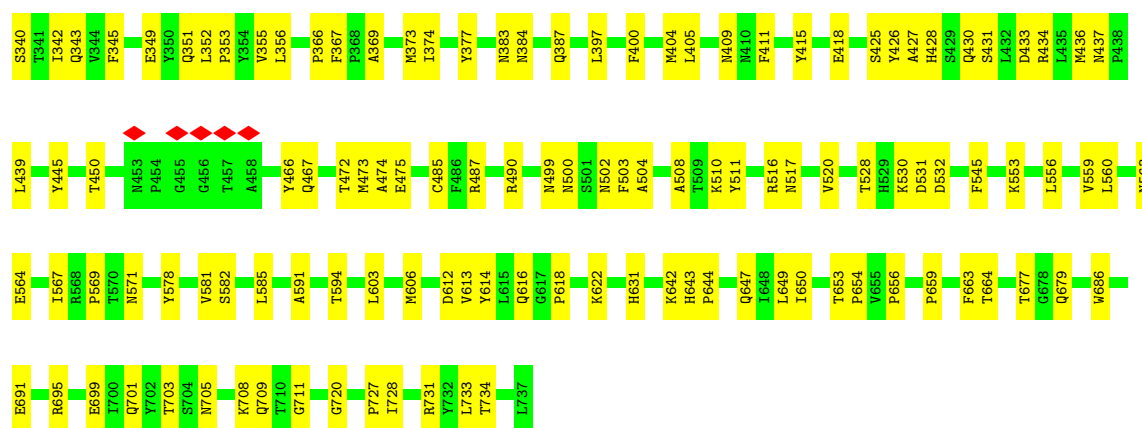 S340 T341 I342 Q343 V344 F345 E349 Y350 Q351 L352 P353 Y354 V355 L356 P366 F367 P368 A369 M373 I374 Y377 N383 N384 Q387 L397 F400 M404 L405 N409 N410 F411 Y415 E418 S425 Y426 A427 H428 S429 Q430 S431 L432 D433 R434 L435 M436 N437 P438
L439 Y445 T450 N453 P454 G455 G456 T457 A458 Y466 Q467 T472 M473 A474 E475 C485 F486 R487 R490 N499 N500 S501 N502 F503 A504 A508 T509 K510 Y511 R516 N517 V520 T528 H529 K530 D531 D532 F545 K553 L556 V559 L560
E564 I567 R568 P569 T570 N571 Y578 V581 S582 L585 A591 T594 L603 M606 D612 V613 Y614 L615 Q616 G617 P618 K622 H631 K642 H643 P644 Q647 I648 L649 I650 T653 P654 V655 P656 P659 F663 T664 T677 G678 Q679 W686
E691 R695 E699 I700 Q701 Y702 T703 S704 N705 K708 Q709 T710 G711 G720 P727 I728 R731 Y732 L733 T734 L737